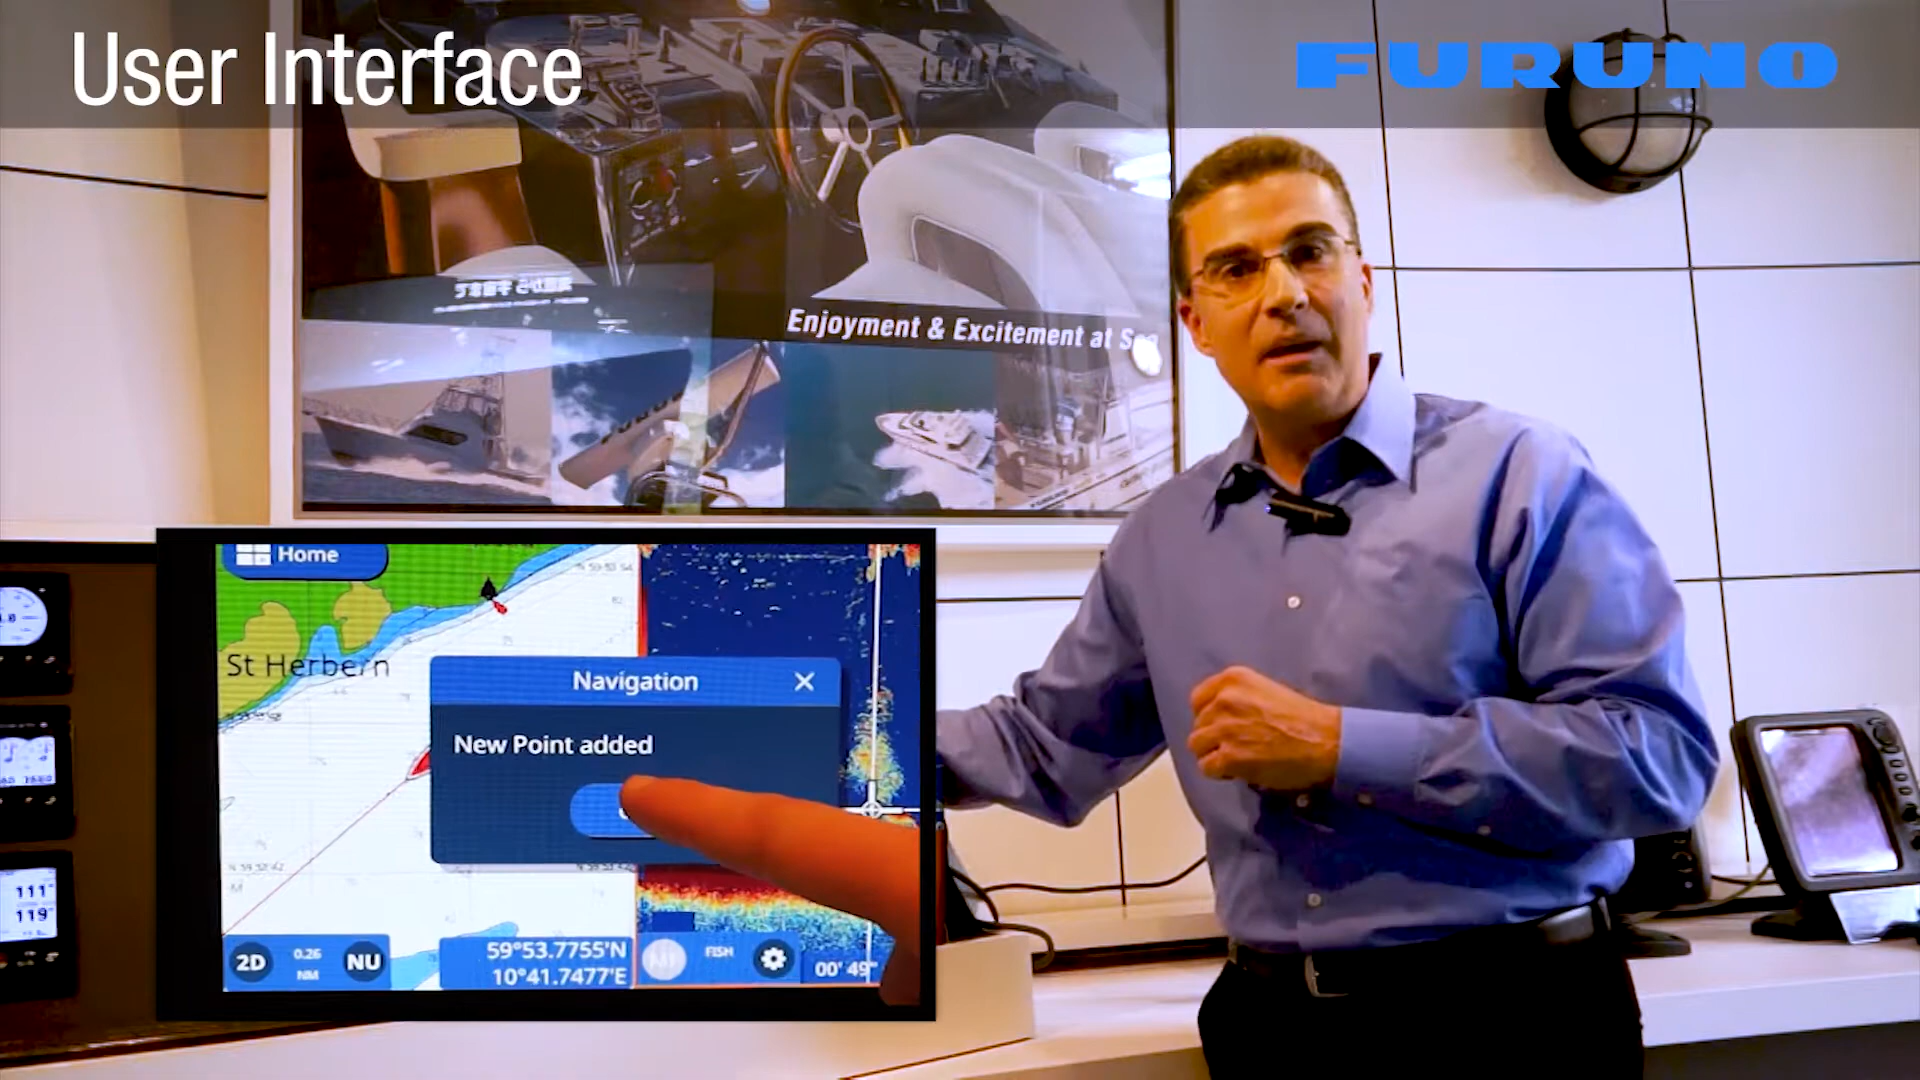 User Interface
FURUNO
Enjoyment & Excitement at Sea
Home
St Herbern
Navigation
New Point added
2D
0.26
NM
NU
59°53.7755'N
10°41.7477'E
FISH
00' 49"
111°
119°